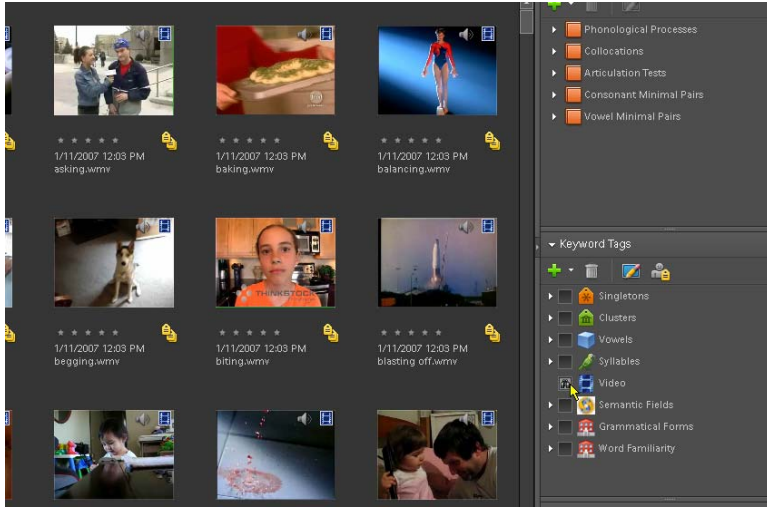 Phonological Processes
Collocations
Articulation Tests
Consonant Minimal Pairs
Vowel Minimal Pairs
1/11/2007 12:03 PM
asking.wmv
1/11/2007 12:03 PM
baking.wmv
1/11/2007 12:03 PM
balancing.wmv
Keyword Tags
THINKSTOCK
Singletons
Clusters
Vowels
Syllables
Video
Semantic Fields
Grammatical Forms
Word Familiarity
1/11/2007 12:03 PM
begging.wmv
1/11/2007 12:03 PM
biting.wmv
1/11/2007 12:03 PM
blasting off.wmv